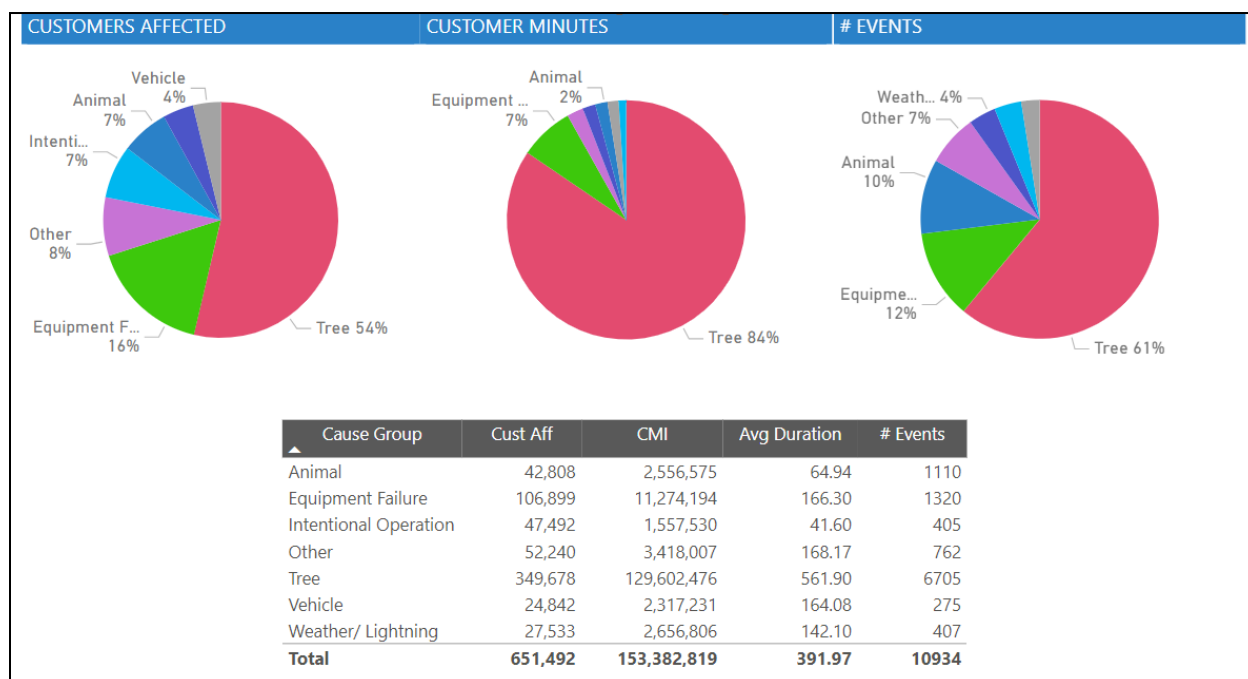 CUSTOMERS AFFECTED
Vehicle
4%
Animal
7%
Intenti...
7%
Other
8%
Equipment F...
16%
Tree 54%
CUSTOMER MINUTES
Animal
2%
Equipment ...
7%
Tree 84%
# EVENTS
Weath... 4%
Other 7%
Animal
10%
Equipme...
12%
Tree 61%
Cause Group Cust Aff CMI Avg Duration # Events
Animal 42,808 2,556,575 64.94 1110
Equipment Failure 106,899 11,274,194 166.30 1320
Intentional Operation 47,492 1,557,530 41.60 405
Other 52,240 3,418,007 168.17 762
Tree 349,678 129,602,476 561.90 6705
Vehicle 24,842 2,317,231 164.08 275
Weather/ Lightning 27,533 2,656,806 142.10 407
Total 651,492 153,382,819 391.97 10934